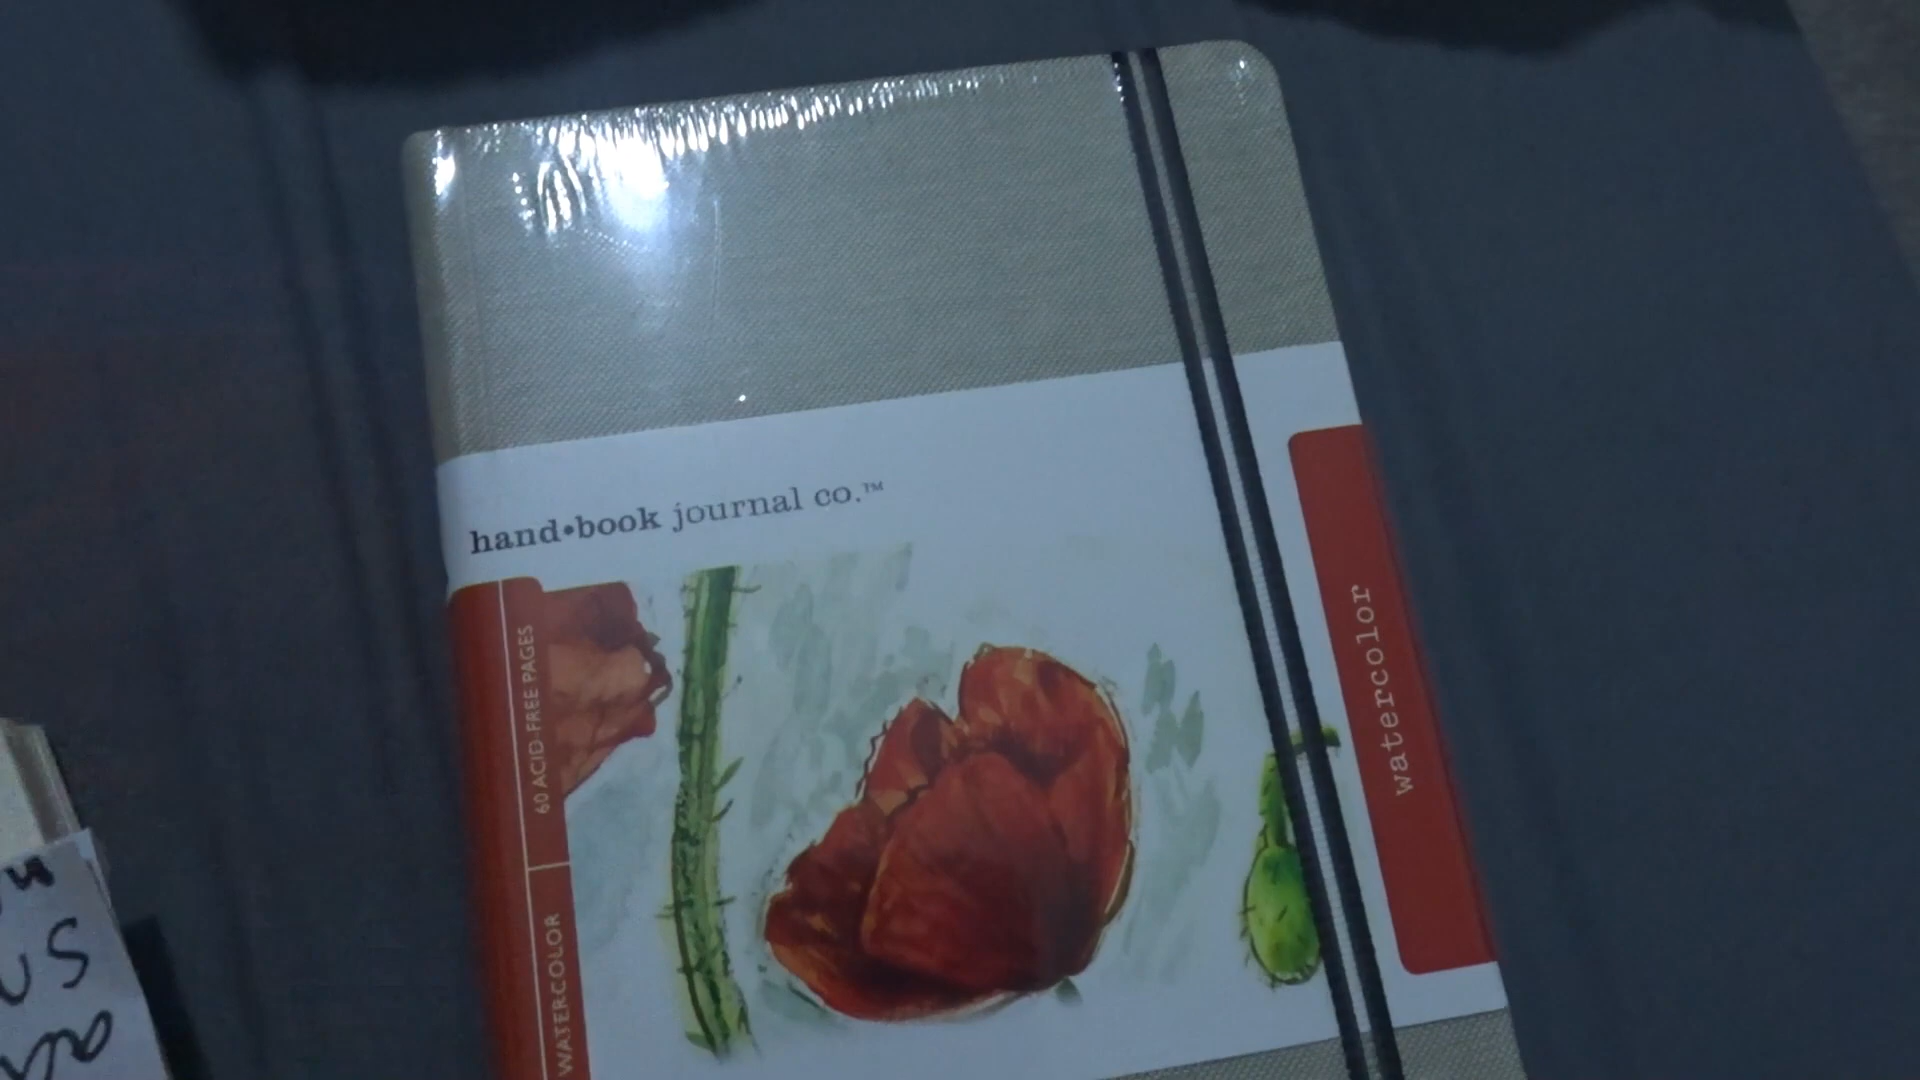 hand•book journal co.™
60 ACID-FREE PAGES
WATERCOLOR
watercolor